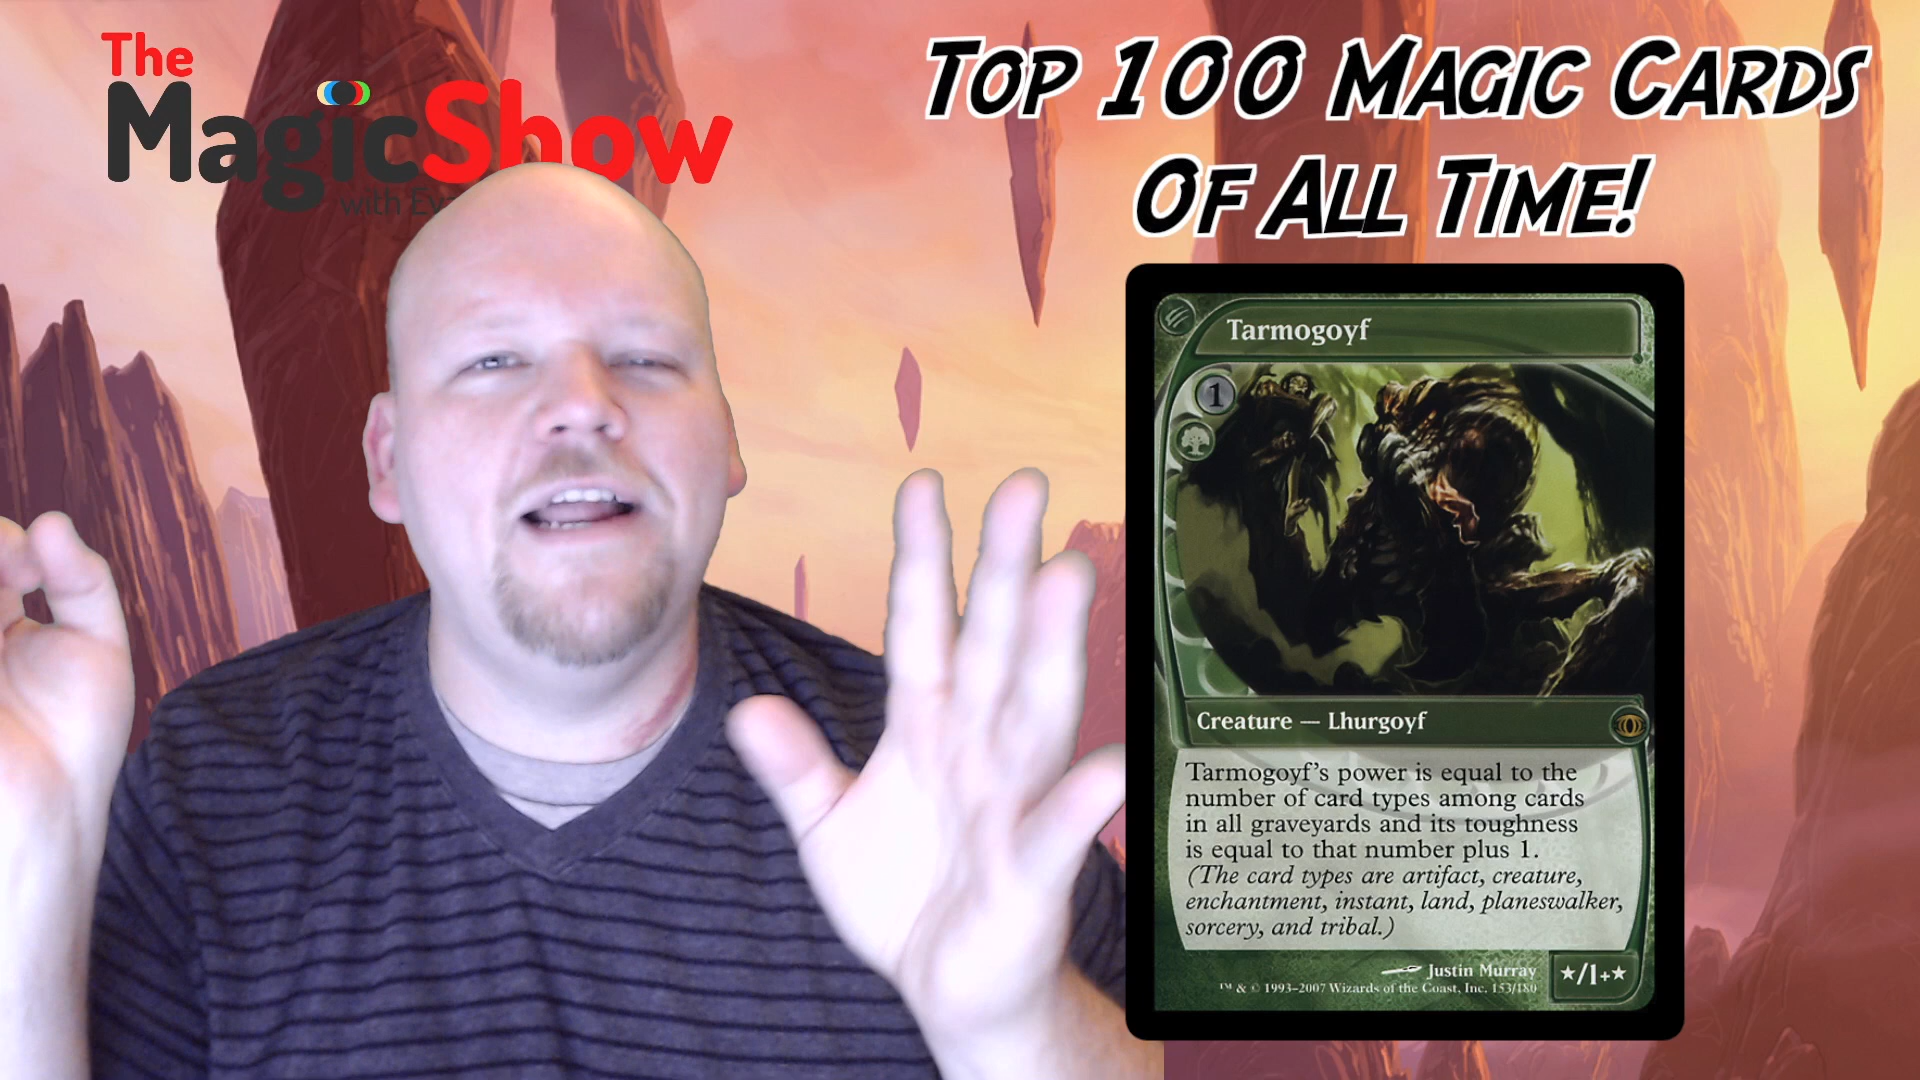 The
MagicShow
with Ev
Top 100 Magic Cards
Of All Time!
Tarmogoyf
1
Creature — Lhurgoyf
Tarmogoyf's power is equal to the
number of card types among cards
in all graveyards and its toughness
is equal to that number plus 1.
(The card types are artifact, creature,
enchantment, instant, land, planeswalker,
sorcery, and tribal.)
Justin Murray
™ & © 1993–2007 Wizards of the Coast, Inc. 153/180
★/1+★